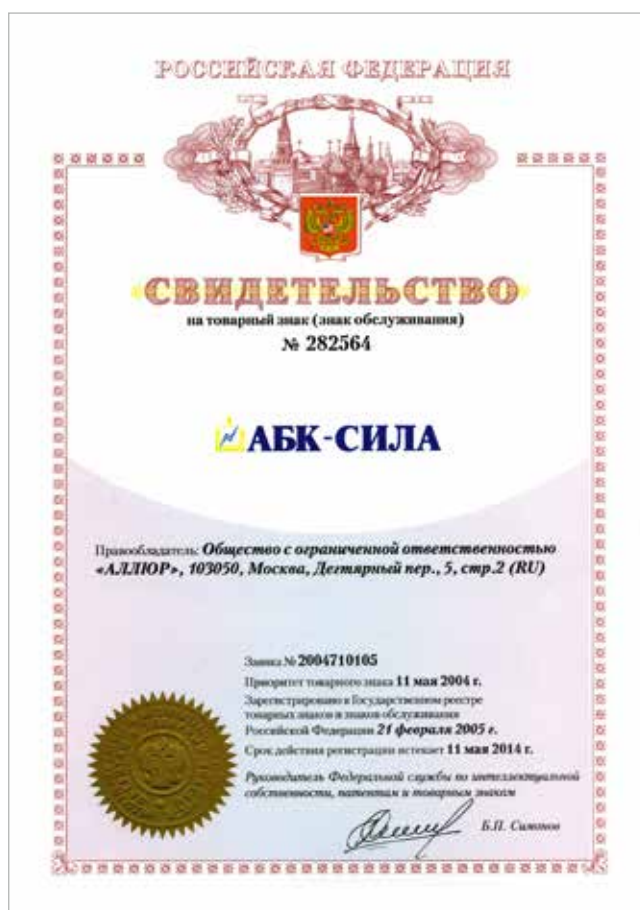 РОССИЙСКАЯ ФЕДЕРАЦИЯ
СВИДЕТЕЛЬСТВО
на товарный знак (знак обслуживания)
№ 282564
АБК-СИЛА
Правообладатель: Общество с ограниченной ответственностью
«АЛЛЮР», 103050, Москва, Дегтярный пер., 5, стр.2 (RU)
Заявка № 2004710105
Приоритет товарного знака 11 мая 2004 г.
Зарегистрировано в Государственном реестре
товарных знаков и знаков обслуживания
Российской Федерации 21 февраля 2005 г.
Срок действия регистрации истекает 11 мая 2014 г.
Руководитель Федеральной службы по интеллектуальной
собственности, патентам и товарным знакам
Б.П. Симонов